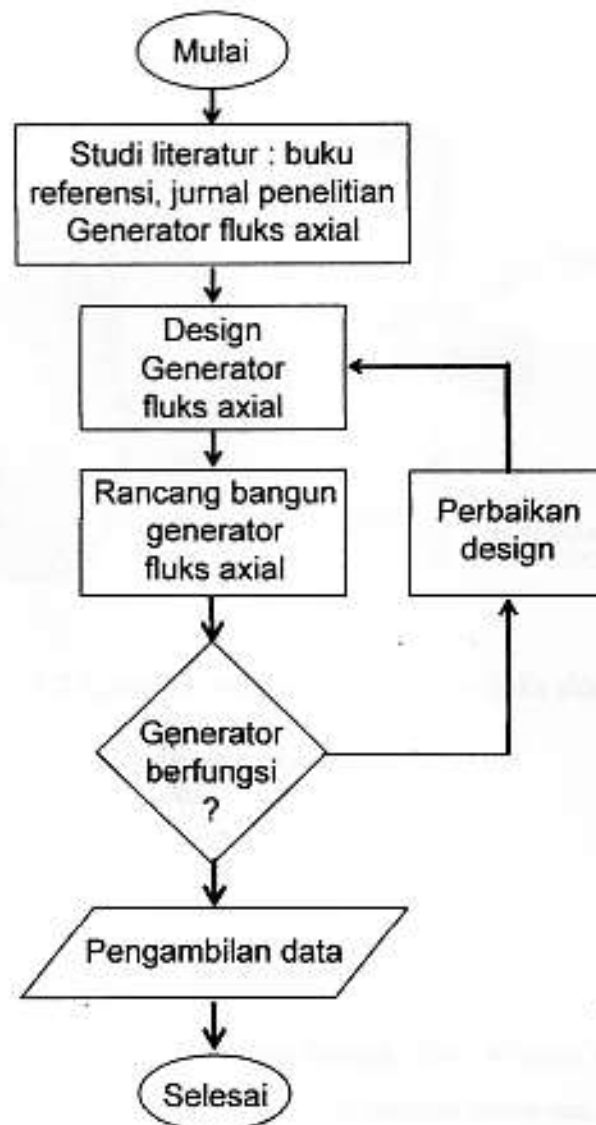 Mulai
Studi literatur : buku
referensi, jurnal penelitian
Generator fluks axial
Design
Generator
fluks axial
Rancang bangun
generator
fluks axial
Perbaikan
design
Generator
berfungsi
?
Pengambilan data
Selesai